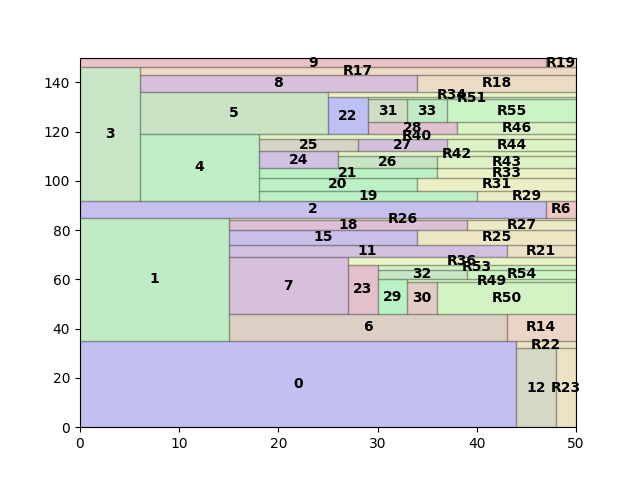 9 R19
R17
8 R18
140
R34
R51
5 22 31 33 R55
3
120
28 R46
R40
4 25 27 R44
R42
24 26 R43
100
21 R33
20 R31
19 R29
2 R6
R26
18 R27
80
15 R25
11 R21
R36
R53
1 7 32 R54
60
R49
23 29 30 R50
40
6 R14
R22
20
0 12 R23
0
0 10 20 30 40 50